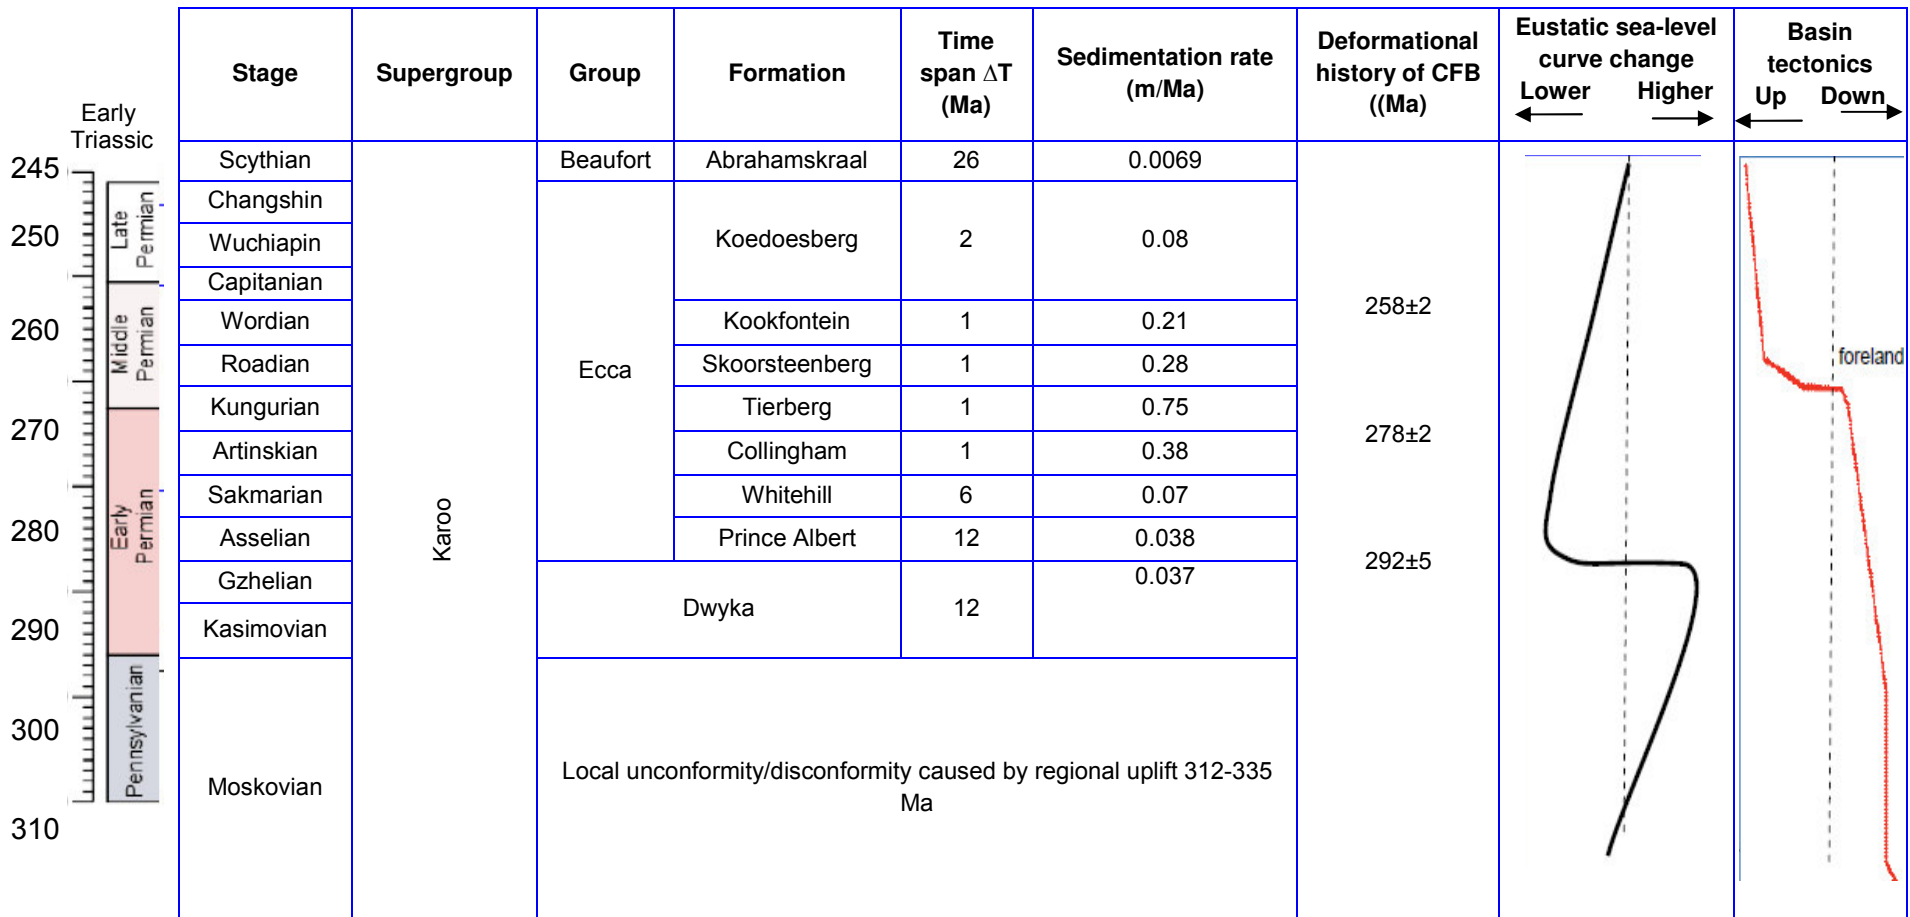 Stage
Supergroup
Group
Formation
Time
span ΔT
(Ma)
Sedimentation rate
(m/Ma)
Deformational
history of CFB
((Ma)
Eustatic sea-level
curve change
Lower Higher
Basin
tectonics
Up Down
Early
Triassic
245
250
260
270
280
290
300
310
Late
Permian
Middle
Permian
Early
Permian
Pennsylvanian
Scythian
Changshin
Wuchiapin
Capitanian
Wordian
Roadian
Kungurian
Artinskian
Sakmarian
Asselian
Gzhelian
Kasimovian
Moskovian
Karoo
Beaufort
Abrahamskraal
26
0.0069
Ecca
Koedoesberg
2
0.08
Kookfontein
1
0.21
Skoorsteenberg
1
0.28
Tierberg
1
0.75
Collingham
1
0.38
Whitehill
6
0.07
Prince Albert
12
0.038
Dwyka
12
0.037
Local unconformity/disconformity caused by regional uplift 312-335
Ma
258±2
278±2
292±5
foreland